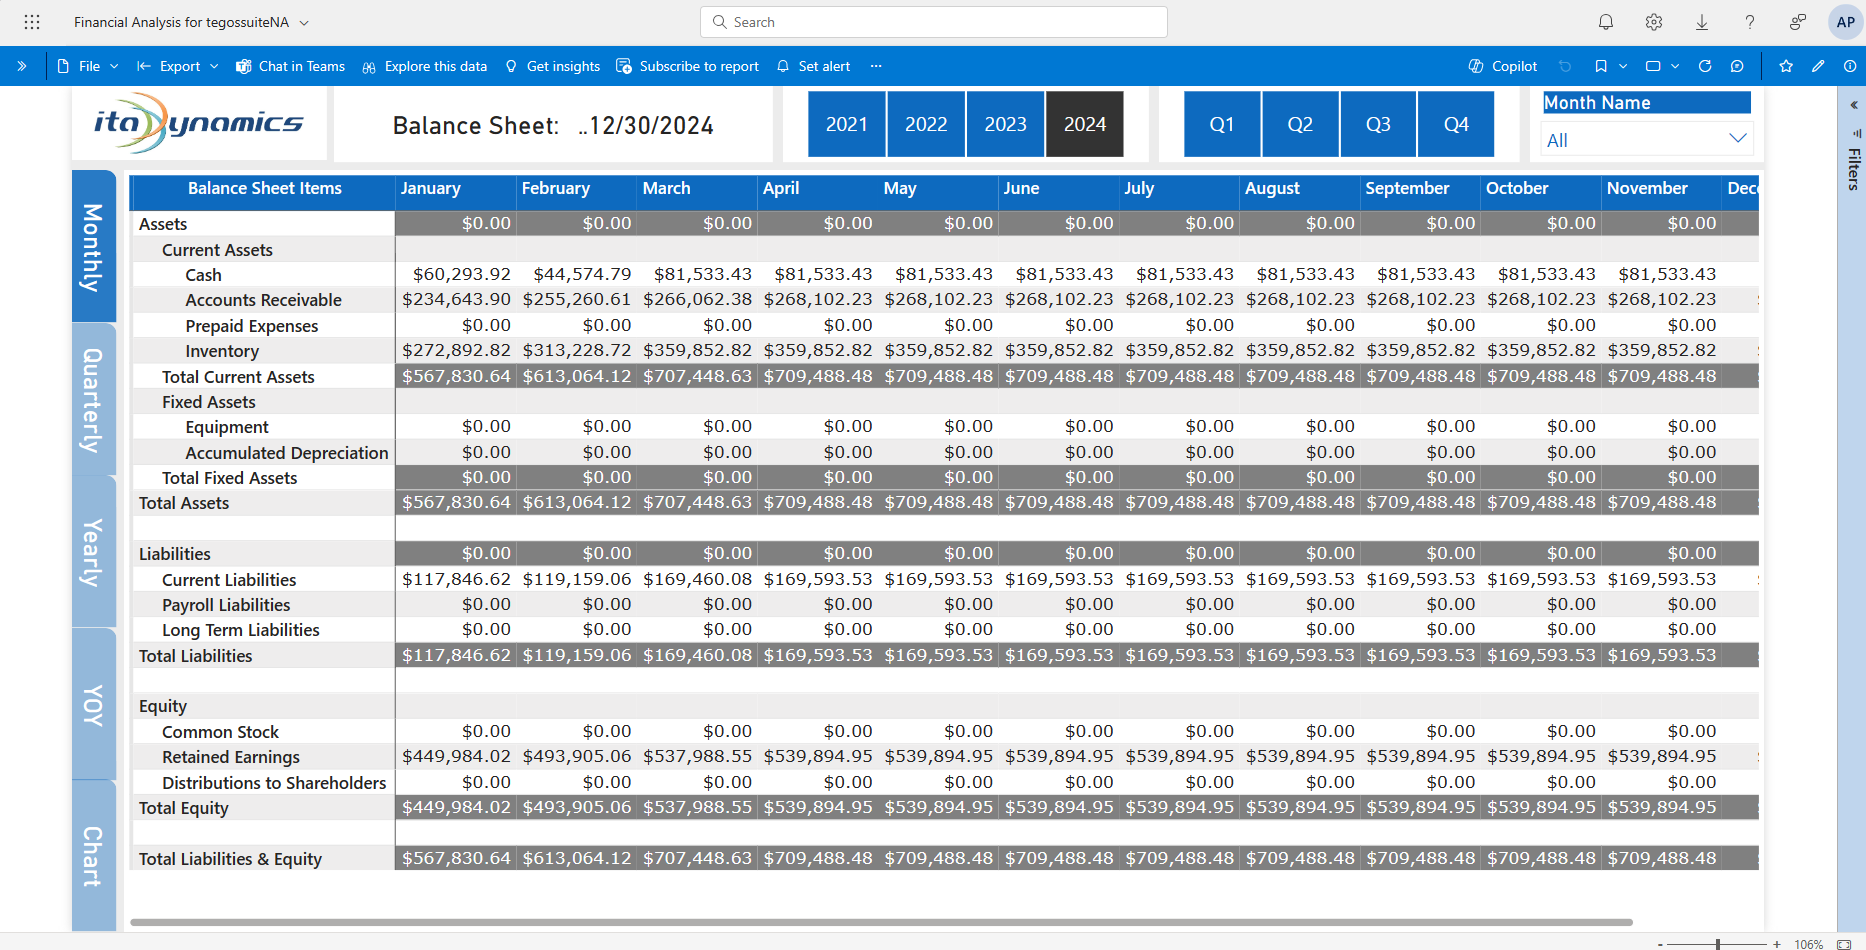 Financial Analysis for tegossuiteNA
Search
AP
File Export Chat in Teams Explore this data Get insights Subscribe to report Set alert ... Copilot
itaDynamics
Balance Sheet: ..12/30/2024
2021 2022 2023 2024
Q1 Q2 Q3 Q4
Month Name
All
Filters
Monthly
Quarterly
Yearly
YOY
Chart
Balance Sheet Items January February March April May June July August September October November Dec
Assets $0.00 $0.00 $0.00 $0.00 $0.00 $0.00 $0.00 $0.00 $0.00 $0.00 $0.00
Current Assets
Cash $60,293.92 $44,574.79 $81,533.43 $81,533.43 $81,533.43 $81,533.43 $81,533.43 $81,533.43 $81,533.43 $81,533.43 $81,533.43
Accounts Receivable $234,643.90 $255,260.61 $266,062.38 $268,102.23 $268,102.23 $268,102.23 $268,102.23 $268,102.23 $268,102.23 $268,102.23 $268,102.23
Prepaid Expenses $0.00 $0.00 $0.00 $0.00 $0.00 $0.00 $0.00 $0.00 $0.00 $0.00 $0.00
Inventory $272,892.82 $313,228.72 $359,852.82 $359,852.82 $359,852.82 $359,852.82 $359,852.82 $359,852.82 $359,852.82 $359,852.82 $359,852.82
Total Current Assets $567,830.64 $613,064.12 $707,448.63 $709,488.48 $709,488.48 $709,488.48 $709,488.48 $709,488.48 $709,488.48 $709,488.48 $709,488.48
Fixed Assets
Equipment $0.00 $0.00 $0.00 $0.00 $0.00 $0.00 $0.00 $0.00 $0.00 $0.00 $0.00
Accumulated Depreciation $0.00 $0.00 $0.00 $0.00 $0.00 $0.00 $0.00 $0.00 $0.00 $0.00 $0.00
Total Fixed Assets $0.00 $0.00 $0.00 $0.00 $0.00 $0.00 $0.00 $0.00 $0.00 $0.00 $0.00
Total Assets $567,830.64 $613,064.12 $707,448.63 $709,488.48 $709,488.48 $709,488.48 $709,488.48 $709,488.48 $709,488.48 $709,488.48 $709,488.48
Liabilities $0.00 $0.00 $0.00 $0.00 $0.00 $0.00 $0.00 $0.00 $0.00 $0.00 $0.00
Current Liabilities $117,846.62 $119,159.06 $169,460.08 $169,593.53 $169,593.53 $169,593.53 $169,593.53 $169,593.53 $169,593.53 $169,593.53 $169,593.53
Payroll Liabilities $0.00 $0.00 $0.00 $0.00 $0.00 $0.00 $0.00 $0.00 $0.00 $0.00 $0.00
Long Term Liabilities $0.00 $0.00 $0.00 $0.00 $0.00 $0.00 $0.00 $0.00 $0.00 $0.00 $0.00
Total Liabilities $117,846.62 $119,159.06 $169,460.08 $169,593.53 $169,593.53 $169,593.53 $169,593.53 $169,593.53 $169,593.53 $169,593.53 $169,593.53
Equity
Common Stock $0.00 $0.00 $0.00 $0.00 $0.00 $0.00 $0.00 $0.00 $0.00 $0.00 $0.00
Retained Earnings $449,984.02 $493,905.06 $537,988.55 $539,894.95 $539,894.95 $539,894.95 $539,894.95 $539,894.95 $539,894.95 $539,894.95 $539,894.95
Distributions to Shareholders $0.00 $0.00 $0.00 $0.00 $0.00 $0.00 $0.00 $0.00 $0.00 $0.00 $0.00
Total Equity $449,984.02 $493,905.06 $537,988.55 $539,894.95 $539,894.95 $539,894.95 $539,894.95 $539,894.95 $539,894.95 $539,894.95 $539,894.95
Total Liabilities & Equity $567,830.64 $613,064.12 $707,448.63 $709,488.48 $709,488.48 $709,488.48 $709,488.48 $709,488.48 $709,488.48 $709,488.48 $709,488.48
- + 106%